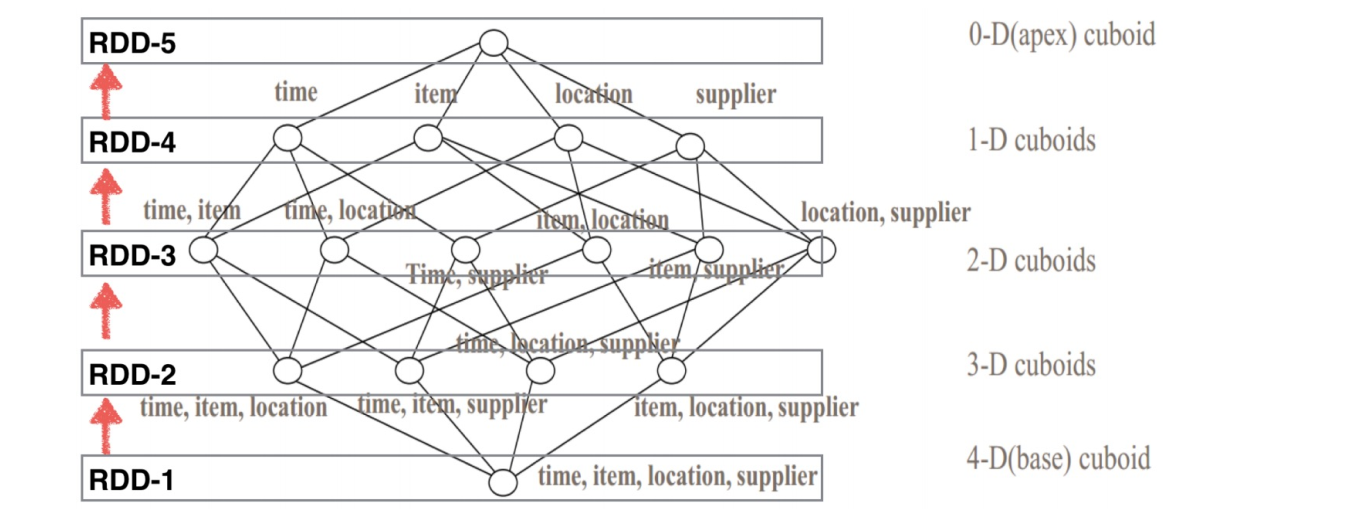 RDD-5
0-D(apex) cuboid
time
item
location
supplier
RDD-4
1-D cuboids
time, item
time, location
item, location
location, supplier
RDD-3
2-D cuboids
Time, supplier
item, supplier
time, location, supplier
RDD-2
3-D cuboids
time, item, location
time, item, supplier
item, location, supplier
RDD-1
time, item, location, supplier
4-D(base) cuboid